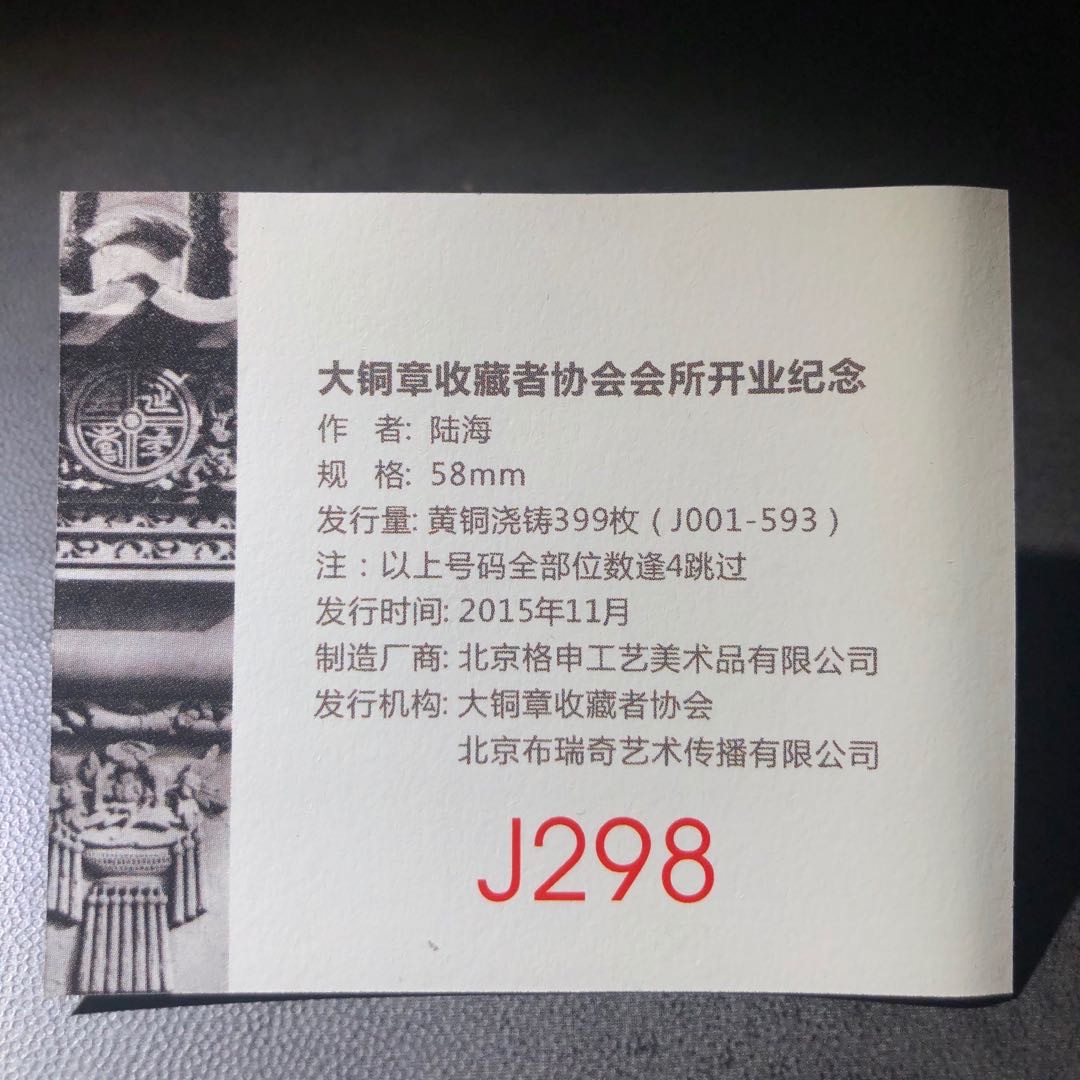 大铜章收藏者协会会所开业纪念
作 者: 陆海
规 格: 58mm
发行量: 黄铜浇铸399枚（J001-593）
注：以上号码全部位数逢4跳过
发行时间: 2015年11月
制造厂商: 北京格申工艺美术品有限公司
发行机构: 大铜章收藏者协会
北京布瑞奇艺术传播有限公司
J298